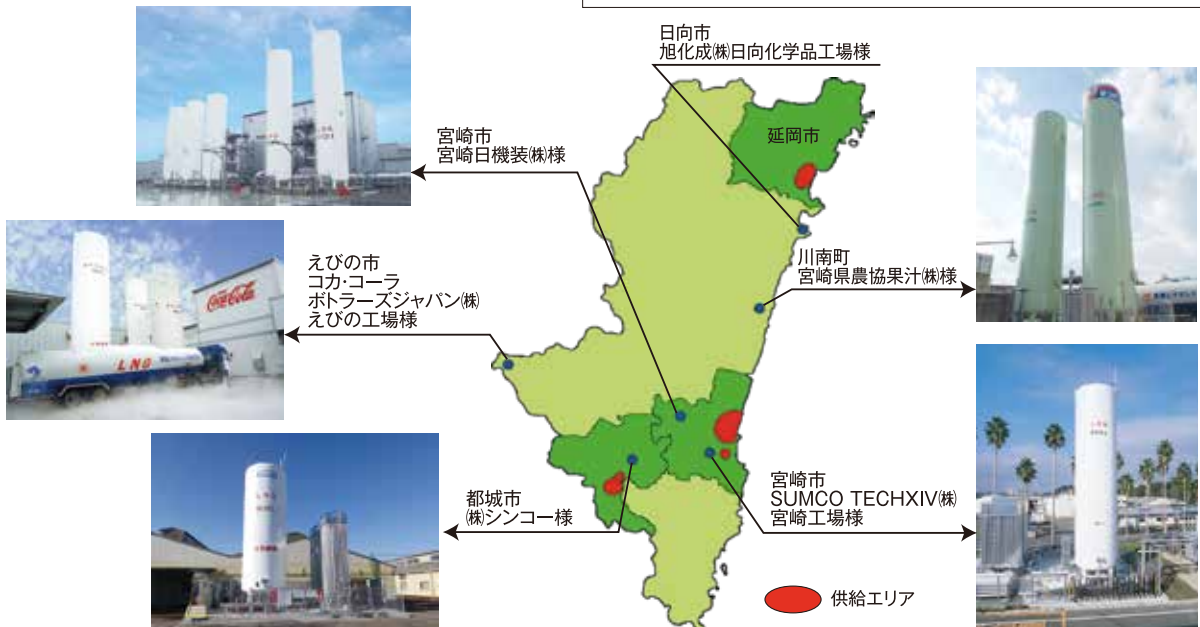 日向市
旭化成㈱日向化学品工場様
延岡市
宮崎市
宮崎日機装㈱様
川南町
宮崎県農協果汁㈱様
えびの市
コカ・コーラ
ボトラーズジャパン㈱
えびの工場様
Coca-Cola
LNG
都城市
㈱シンコー様
宮崎市
SUMCO TECHXIV㈱
宮崎工場様
供給エリア